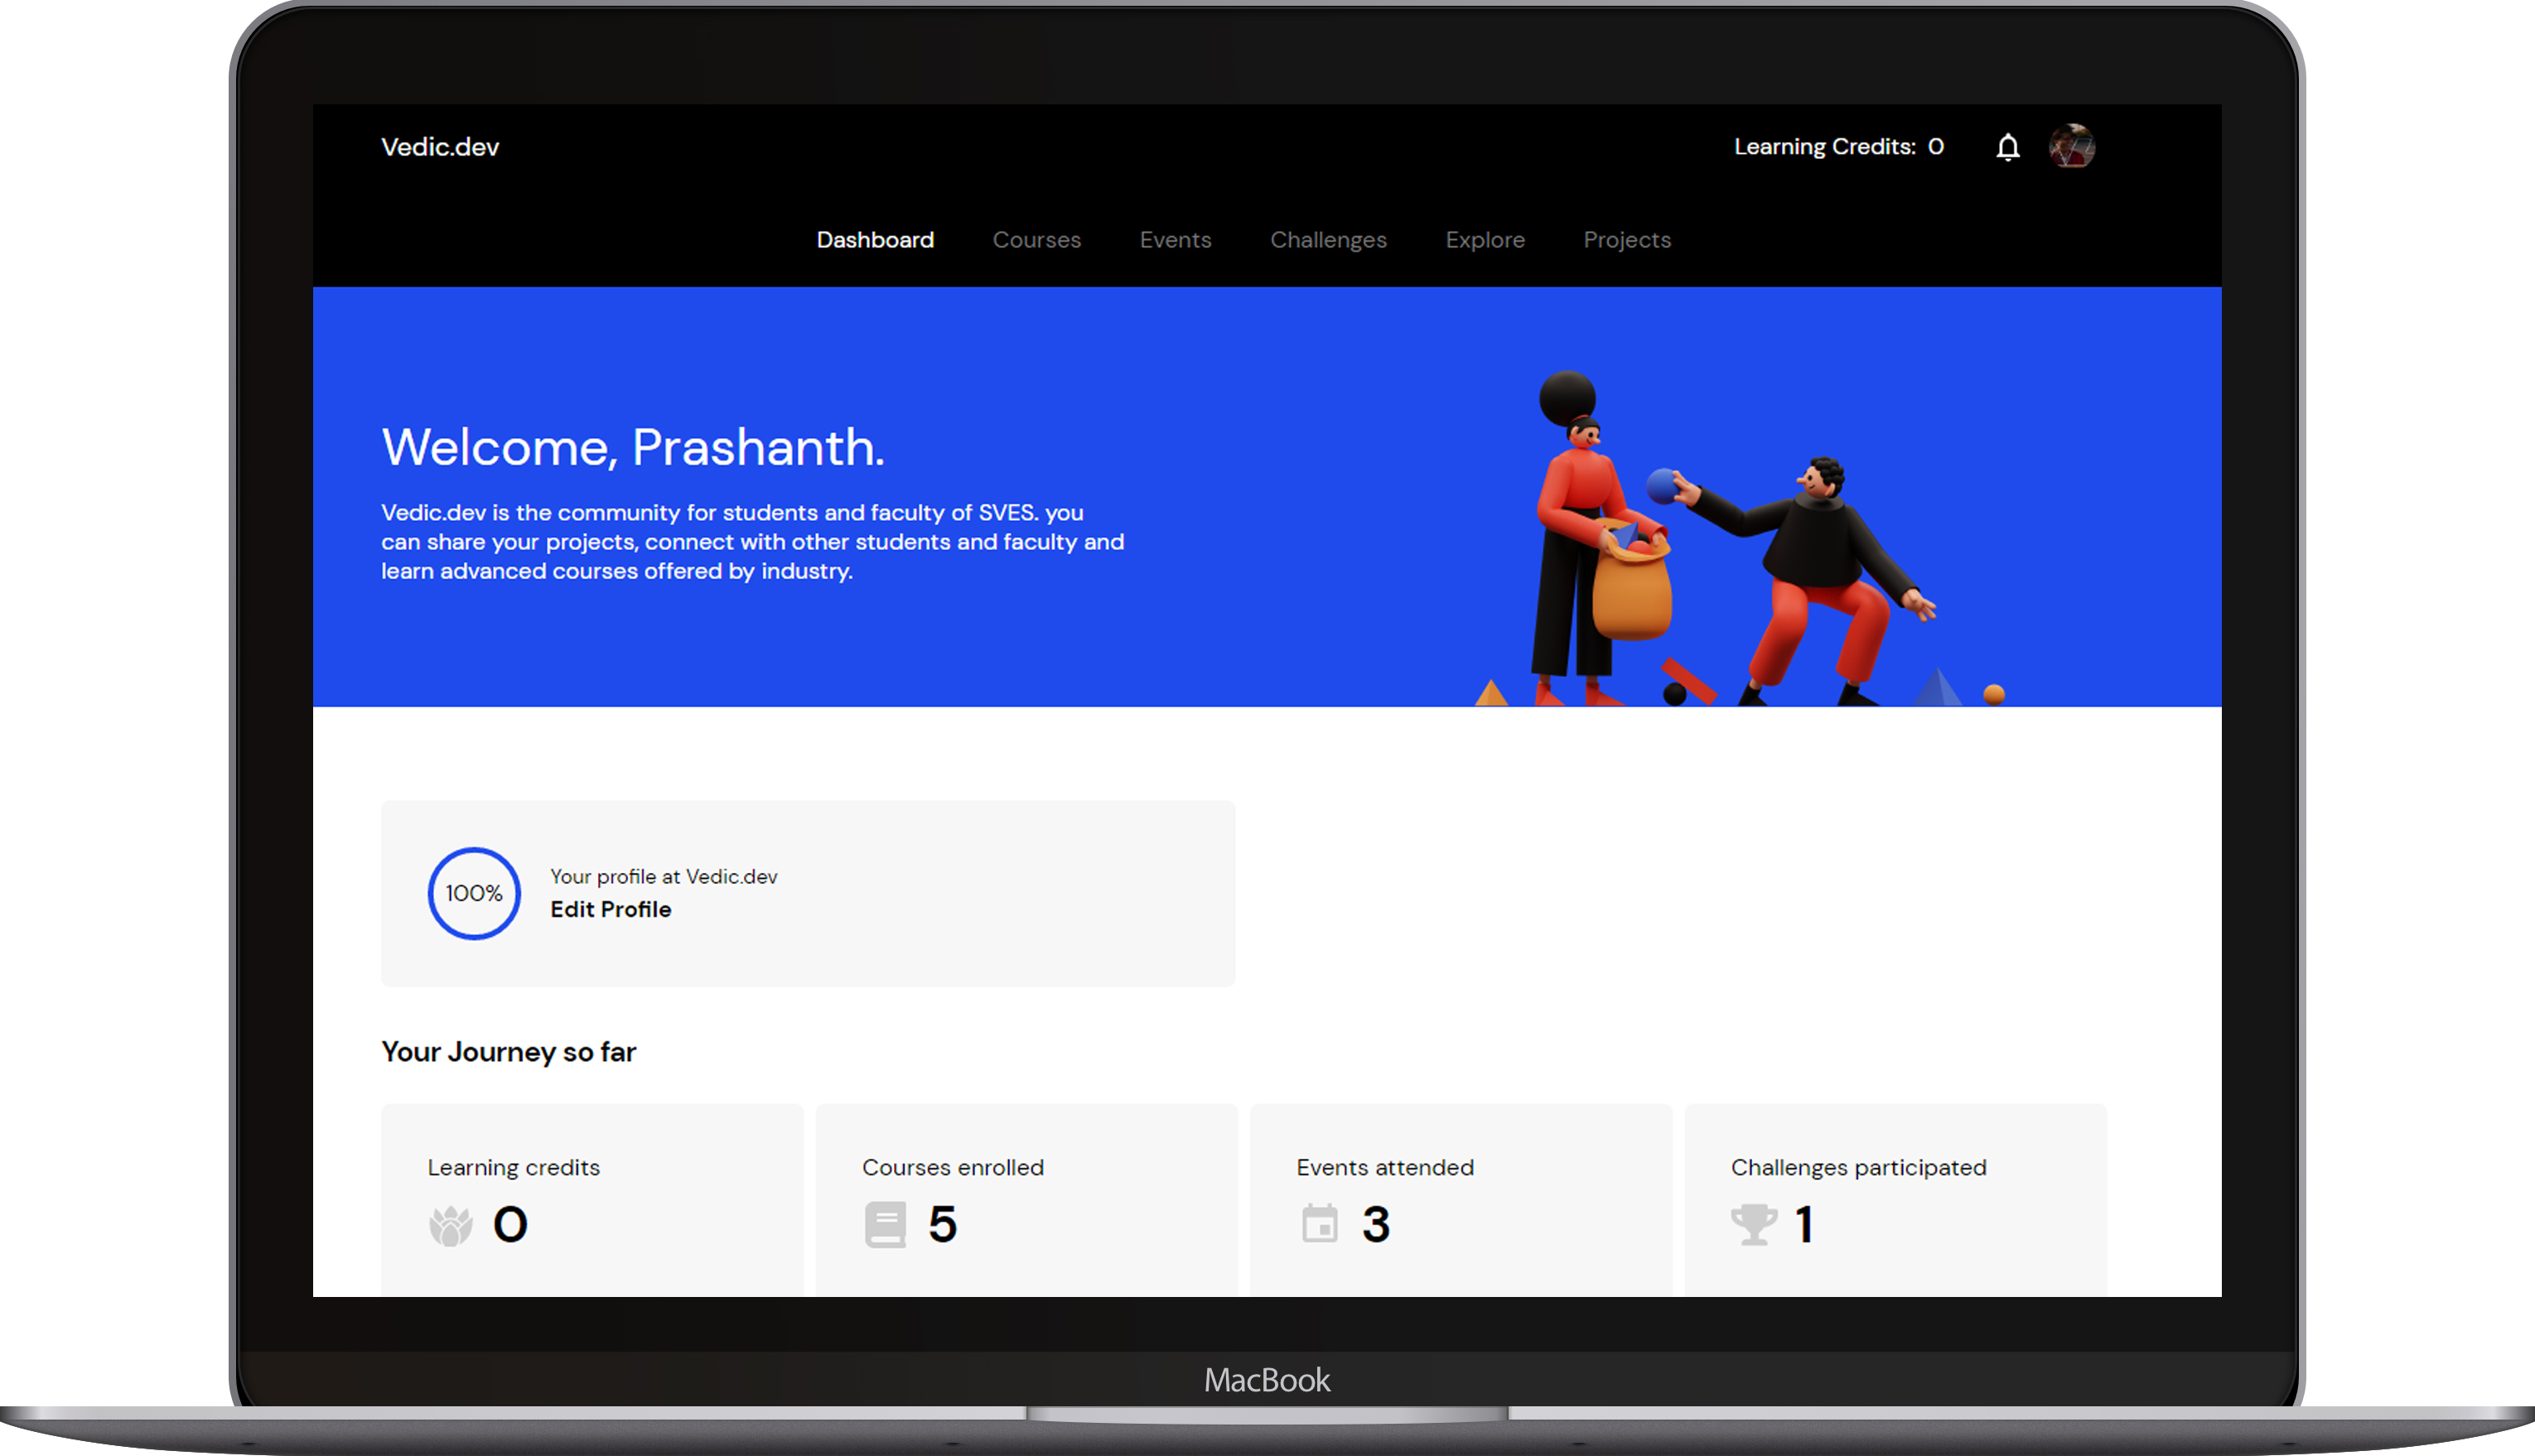 Vedic.dev
Learning Credits: 0
Dashboard Courses Events Challenges Explore Projects
Welcome, Prashanth.
Vedic.dev is the community for students and faculty of SVES. you
can share your projects, connect with other students and faculty and
learn advanced courses offered by industry.
100%
Your profile at Vedic.dev
Edit Profile
Your Journey so far
Learning credits
0
Courses enrolled
5
Events attended
3
Challenges participated
1
MacBook